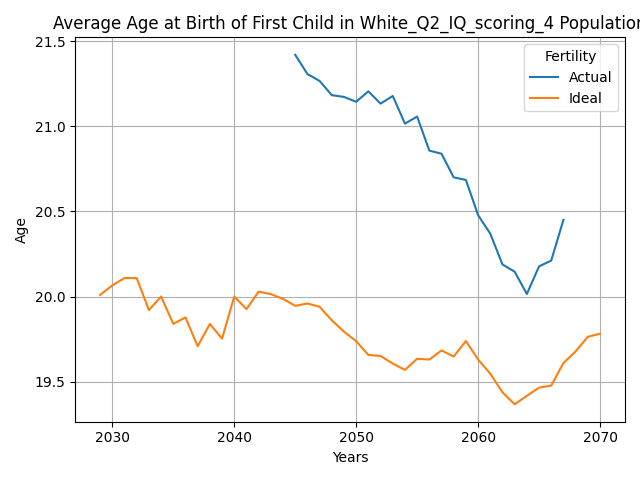 Average Age at Birth of First Child in White_Q2_IQ_scoring_4 Population
Fertility
Actual
Ideal
21.5
21.0
20.5
20.0
19.5
Age
2030 2040 2050 2060 2070
Years